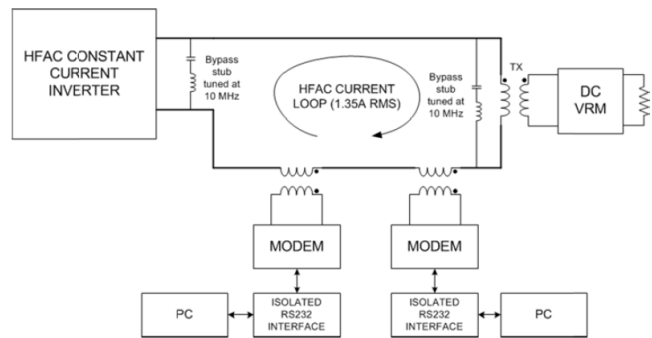 HFAC CONSTANT
CURRENT
INVERTER
Bypass
stub
tuned at
10 MHz
HFAC CURRENT
LOOP (1.35A RMS)
Bypass
stub
tuned at
10 MHz
TX
DC
VRM
MODEM
MODEM
PC
ISOLATED
RS232
INTERFACE
ISOLATED
RS232
INTERFACE
PC